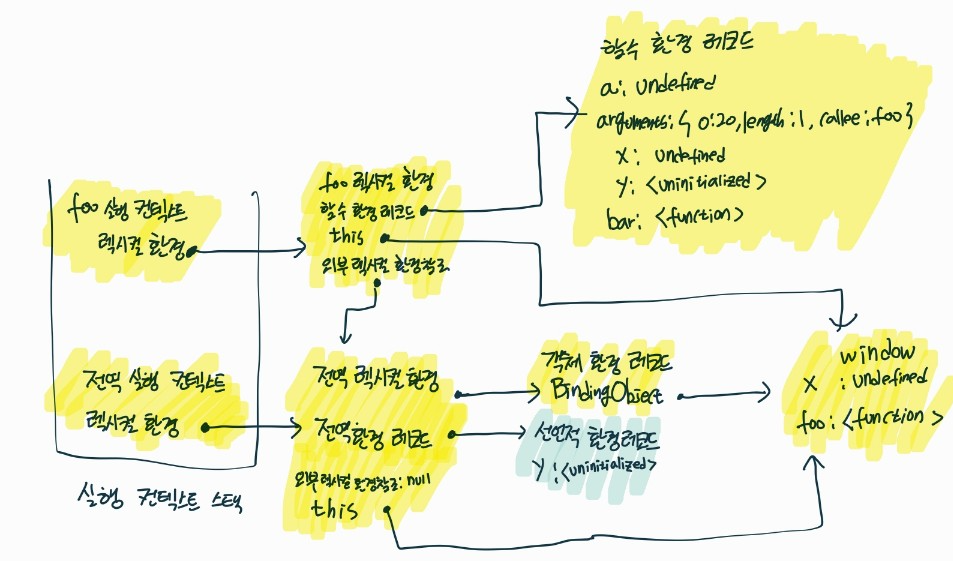 함수 환경 레코드
a: undefined
arguments: { 0:20, length:1, callee:foo}
x: undefined
y: <uninitialized>
bar: <function>
foo 렉시컬 환경
함수 환경 레코드
this
외부 렉시컬 환경참조
foo 실행 컨텍스트
렉시컬 환경
전역 실행 컨텍스트
렉시컬 환경
실행 컨텍스트 스택
전역 렉시컬 환경
전역 환경 레코드
외부 렉시컬 환경참조: null
this
객체 환경 레코드
BindingObject
선언적 환경레코드
y: <uninitialized>
window
x : undefined
foo: <function>